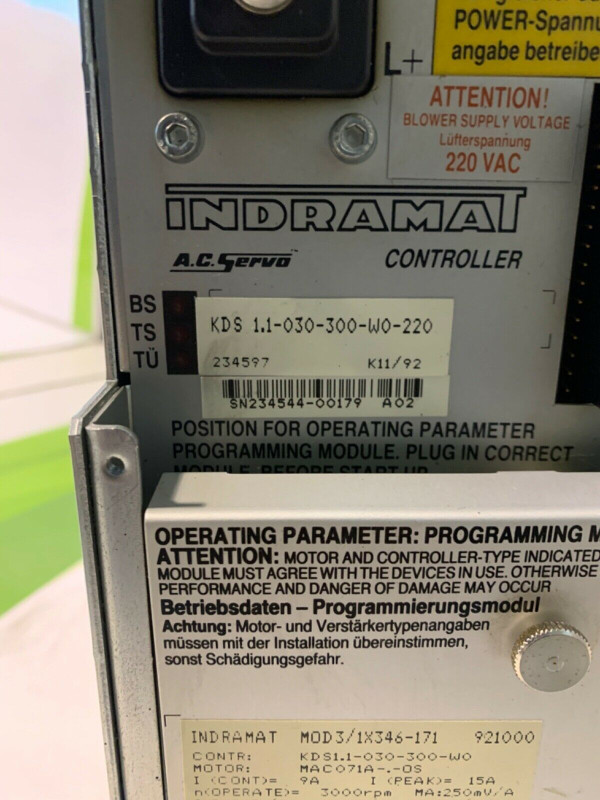 POWER-Spannu
angabe betreibe
L+
ATTENTION!
BLOWER SUPPLY VOLTAGE
Lüfterspannung
220 VAC
INDRAMAT
A.C. Servo CONTROLLER
BS
TS
TÜ
KDS 1.1-030-300-W0-220
234597 K11/92
SN234544-00179 A02
POSITION FOR OPERATING PARAMETER
PROGRAMMING MODULE. PLUG IN CORRECT
MODULE BEFORE START UP
OPERATING PARAMETER: PROGRAMMING M
ATTENTION: MOTOR AND CONTROLLER-TYPE INDICATED
MODULE MUST AGREE WITH THE DEVICES IN USE. OTHERWISE
PERFORMANCE AND DANGER OF DAMAGE MAY OCCUR
Betriebsdaten – Programmierungsmodul
Achtung: Motor- und Verstärkertypenangaben
müssen mit der Installation übereinstimmen,
sonst Schädigungsgefahr.
INDRAMAT MOD3/1X346-171 921000
CONTR: KDS1.1-030-300-W0
MOTOR: MAC071A-.-0S
I (CONT)= 9A I (PEAK)= 15A
n(OPERATE)= 3000rpm MA:250mV/A